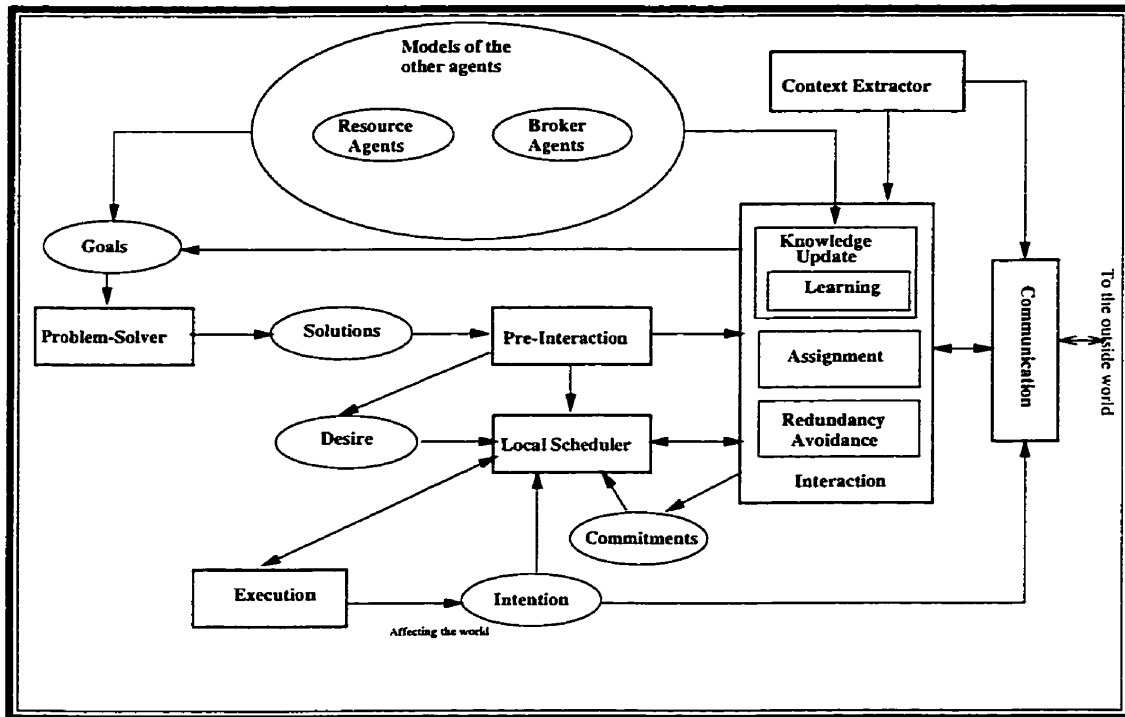 Models of the
other agents
Context Extractor
Resource
Agents
Broker
Agents
Goals
Knowledge
Update
Learning
Problem-Solver
Solutions
Pre-Interaction
Assignment
Communication
To the outside world
Desire
Local Scheduler
Redundancy
Avoidance
Interaction
Commitments
Execution
Intention
Affecting the world